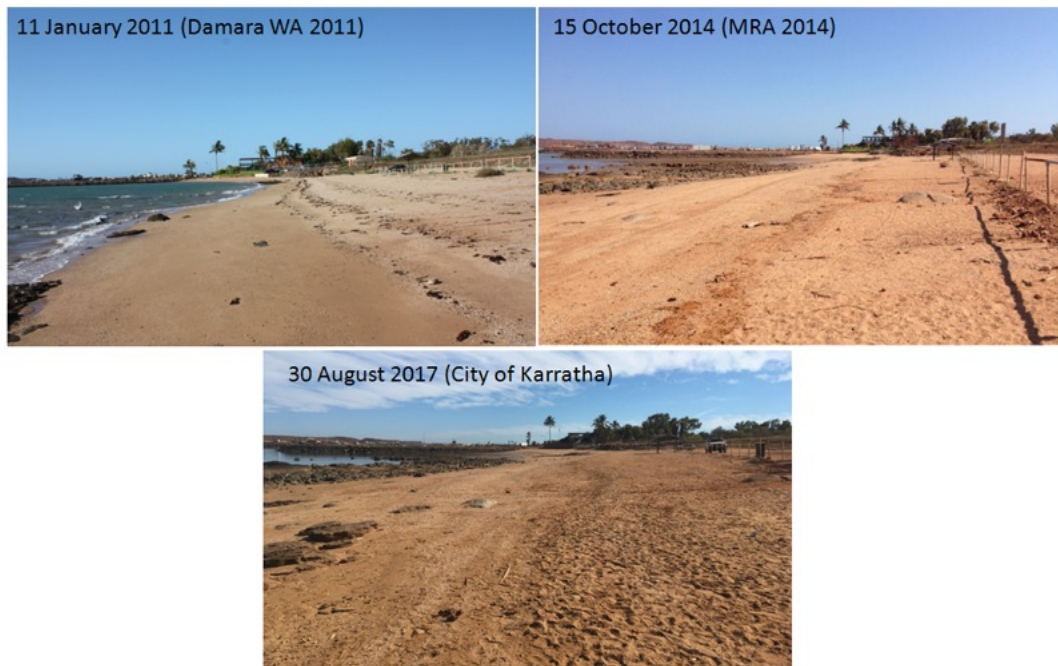 11 January 2011 (Damara WA 2011)
15 October 2014 (MRA 2014)
30 August 2017 (City of Karratha)